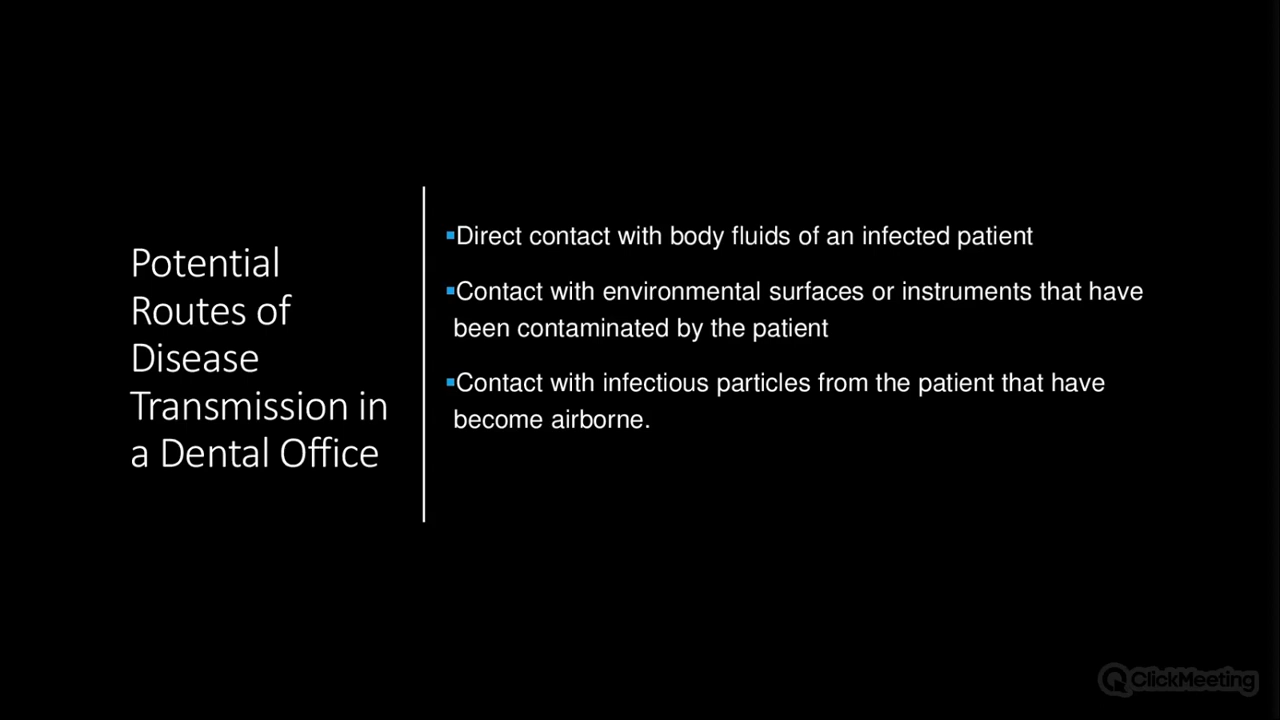 Potential
Routes of
Disease
Transmission in
a Dental Office
▪Direct contact with body fluids of an infected patient
▪Contact with environmental surfaces or instruments that have
been contaminated by the patient
▪Contact with infectious particles from the patient that have
become airborne.
ClickMeeting